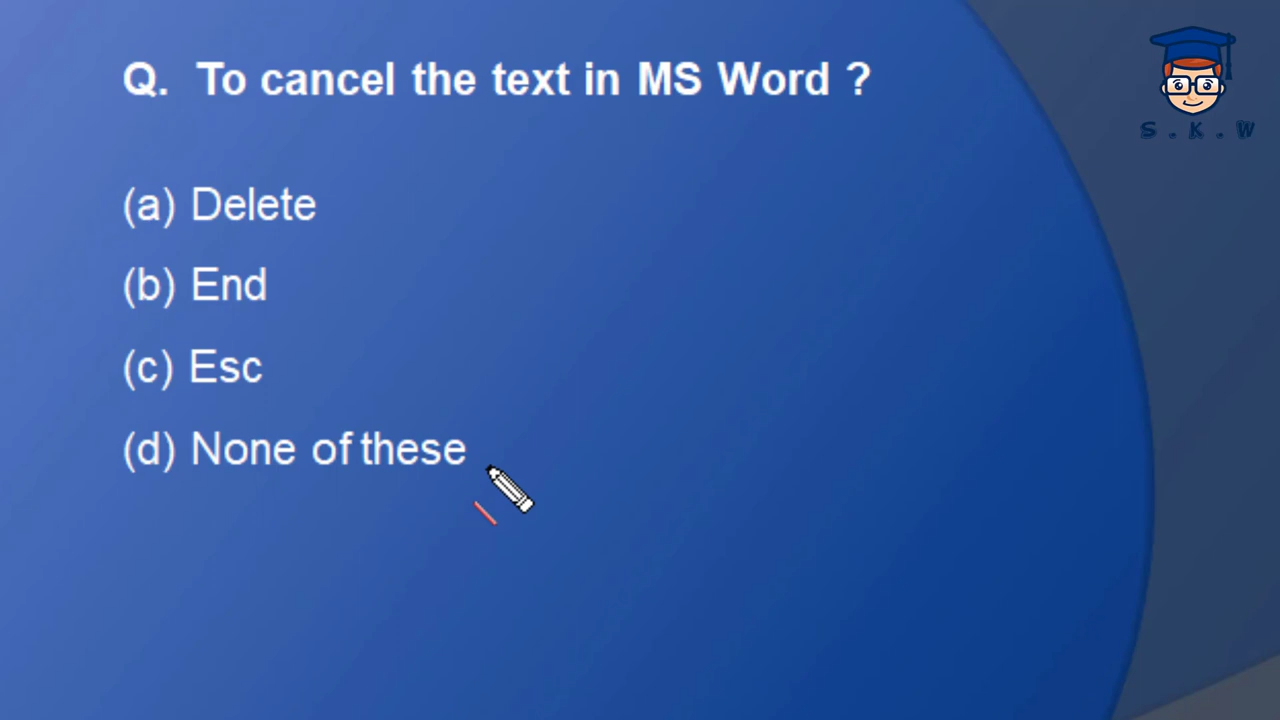 Q. To cancel the text in MS Word ?
(a) Delete
(b) End
(c) Esc
(d) None of these
S . K . W